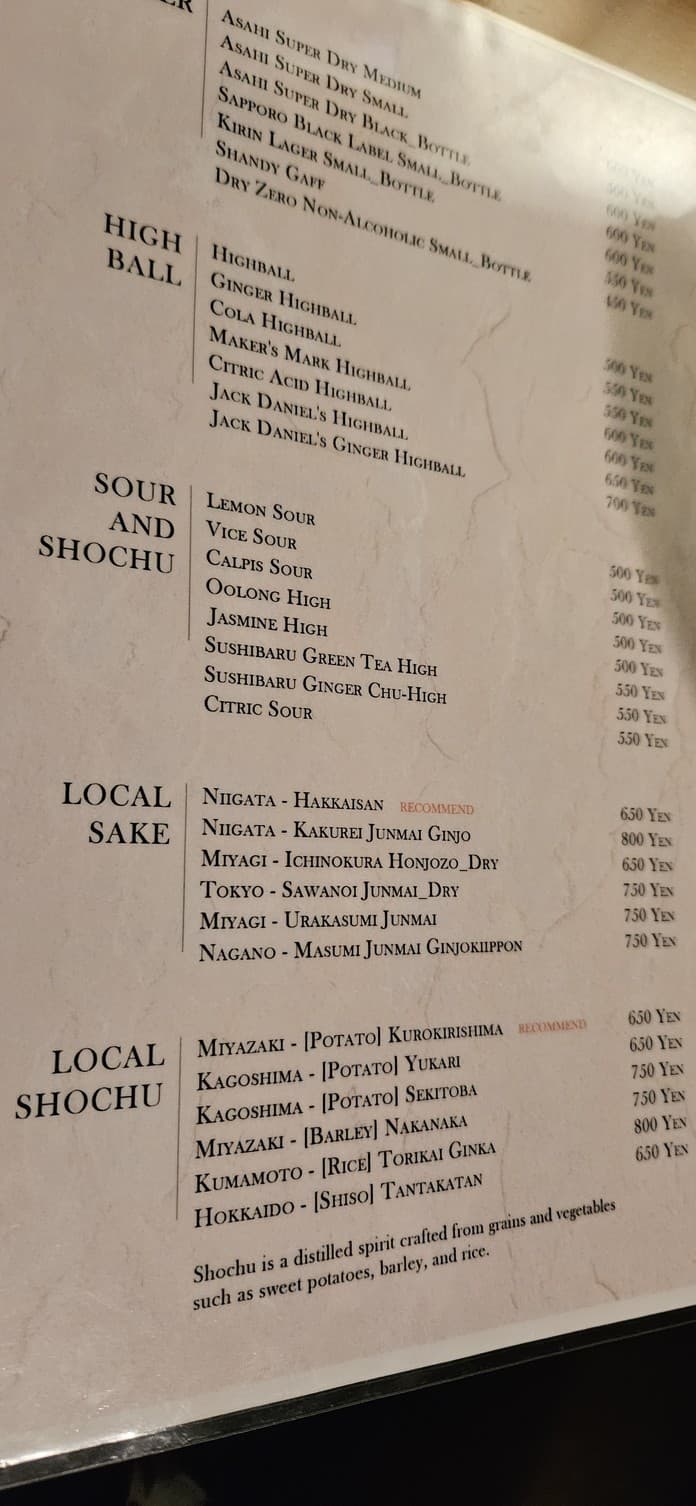 ER
ASAHI SUPER DRY MEDIUM
ASAHI SUPER DRY SMALL
ASAHI SUPER DRY BLACK_BOTTLE 600 YEN
SAPPORO BLACK LABEL SMALL_BOTTLE 600 YEN
KIRIN LAGER SMALL_BOTTLE 600 YEN
SHANDY GAFF 550 YEN
DRY ZERO NON-ALCOHOLIC SMALL_BOTTLE 450 YEN
HIGH
BALL
HIGHBALL 500 YEN
GINGER HIGHBALL 550 YEN
COLA HIGHBALL 550 YEN
MAKER'S MARK HIGHBALL 600 YEN
CITRIC ACID HIGHBALL 600 YEN
JACK DANIEL'S HIGHBALL 650 YEN
JACK DANIEL'S GINGER HIGHBALL 700 YEN
SOUR
AND
SHOCHU
LEMON SOUR 500 YEN
VICE SOUR 500 YEN
CALPIS SOUR 500 YEN
OOLONG HIGH 500 YEN
JASMINE HIGH 500 YEN
SUSHIBARU GREEN TEA HIGH 550 YEN
SUSHIBARU GINGER CHU-HIGH 550 YEN
CITRIC SOUR 550 YEN
LOCAL
SAKE
NIIGATA - HAKKAISAN RECOMMEND 650 YEN
NIIGATA - KAKUREI JUNMAI GINJO 800 YEN
MIYAGI - ICHINOKURA HONJOZO_DRY 650 YEN
TOKYO - SAWANOI JUNMAI_DRY 750 YEN
MIYAGI - URAKASUMI JUNMAI 750 YEN
NAGANO - MASUMI JUNMAI GINJOKIIPPON 750 YEN
LOCAL
SHOCHU
MIYAZAKI - [POTATO] KUROKIRISHIMA RECOMMEND 650 YEN
KAGOSHIMA - [POTATO] YUKARI 650 YEN
KAGOSHIMA - [POTATO] SEKITOBA 750 YEN
MIYAZAKI - [BARLEY] NAKANAKA 750 YEN
KUMAMOTO - [RICE] TORIKAI GINKA 800 YEN
HOKKAIDO - [SHISO] TANTAKATAN 650 YEN
Shochu is a distilled spirit crafted from grains and vegetables
such as sweet potatoes, barley, and rice.